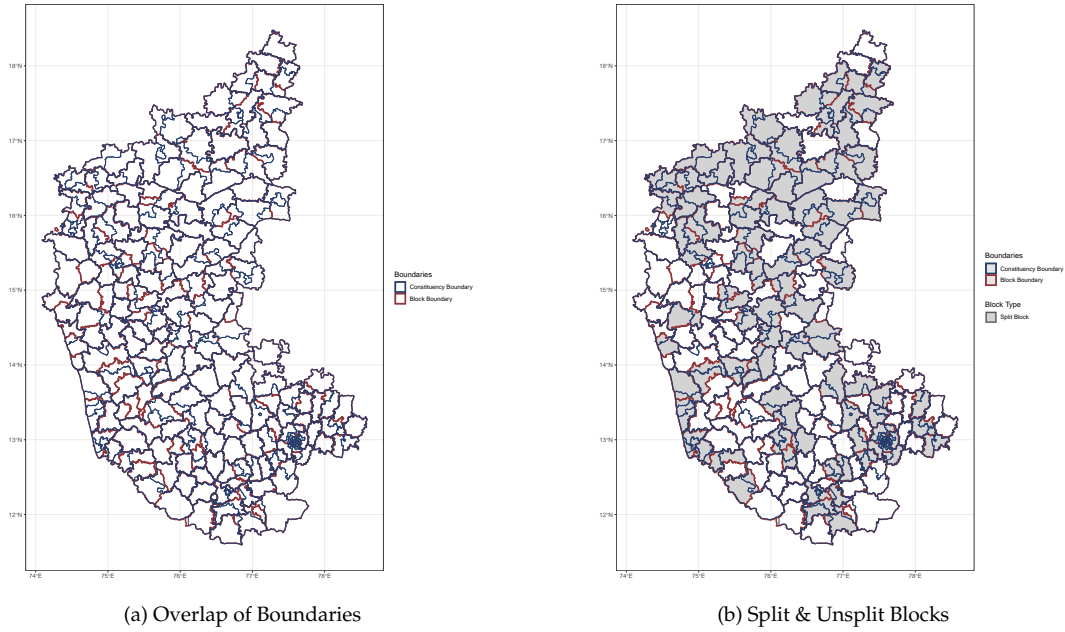 18°N
17°N
16°N
15°N
14°N
13°N
12°N
74°E 75°E 76°E 77°E 78°E
Boundaries
Constituency Boundary
Block Boundary
(a) Overlap of Boundaries
18°N
17°N
16°N
15°N
14°N
13°N
12°N
74°E 75°E 76°E 77°E 78°E
Boundaries
Constituency Boundary
Block Boundary
Block Type
Split Block
(b) Split & Unsplit Blocks